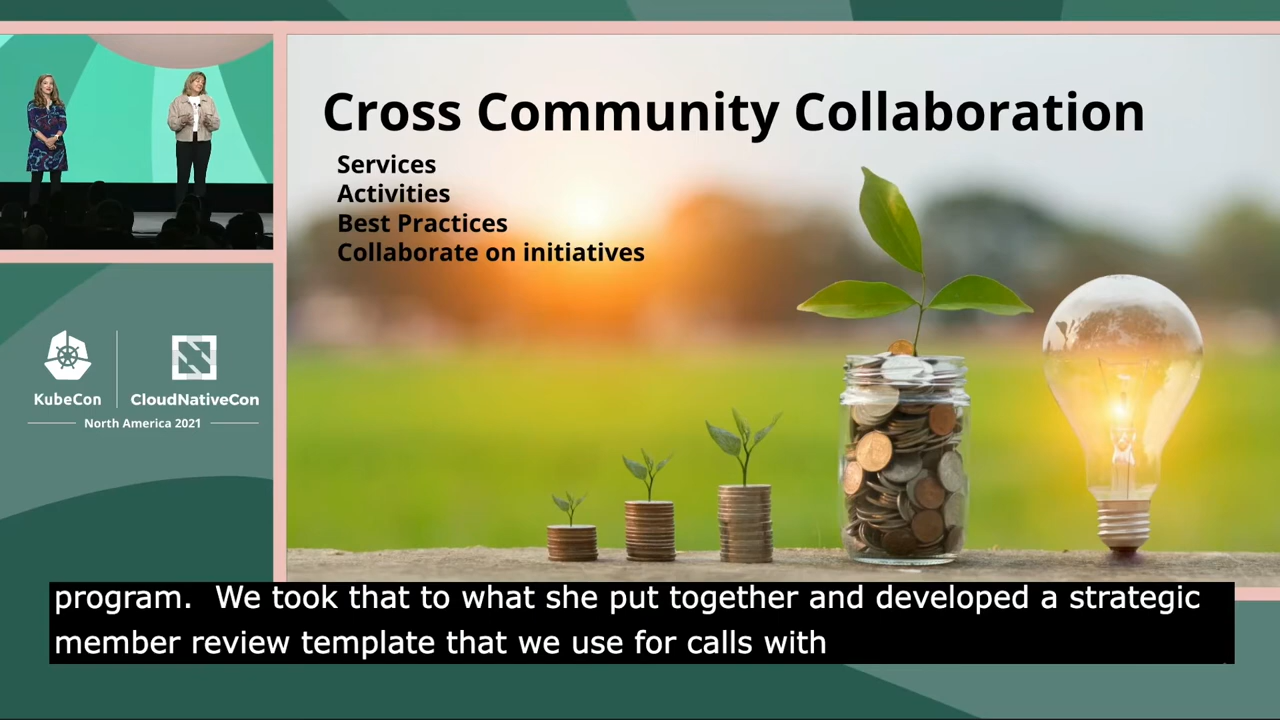 Cross Community Collaboration
Services
Activities
Best Practices
Collaborate on initiatives
KubeCon
CloudNativeCon
North America 2021
program.  We took that to what she put together and developed a strategic
member review template that we use for calls with